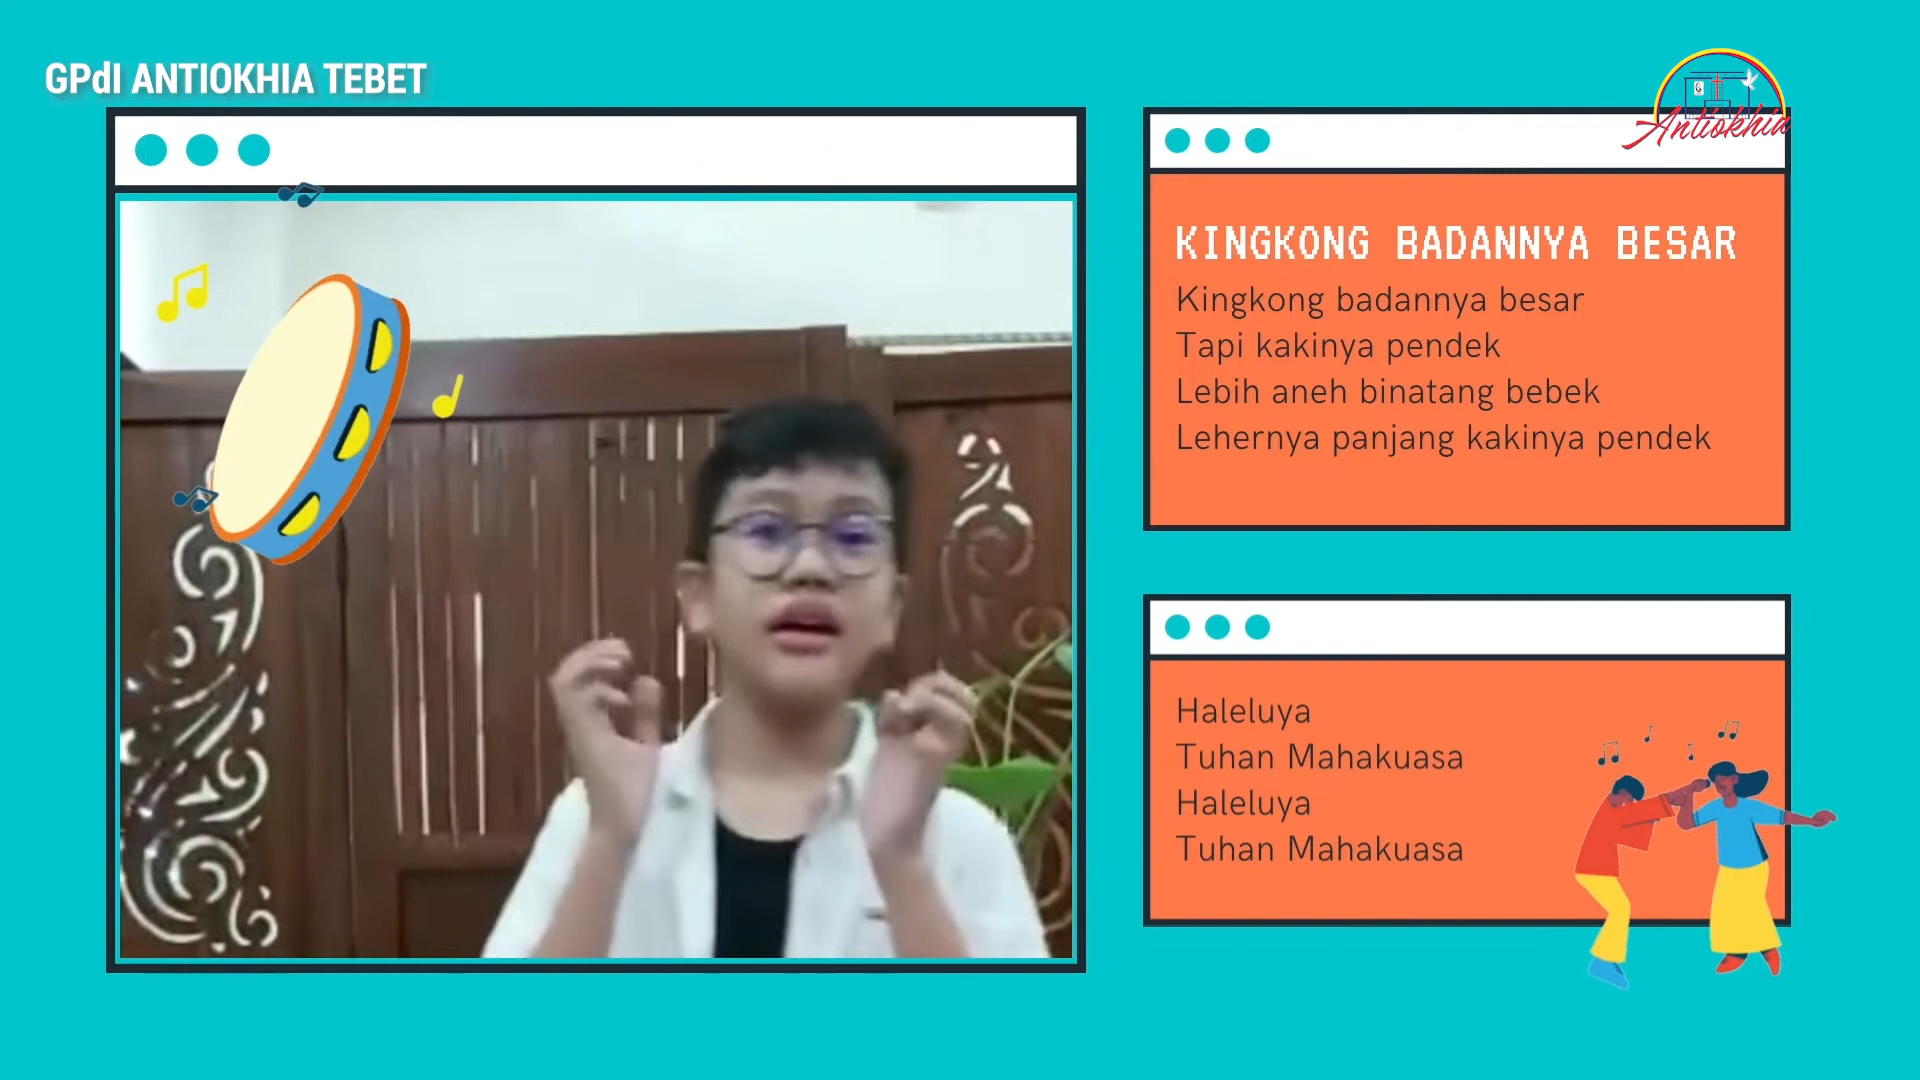 GPdI ANTIOKHIA TEBET
Antiokhia
KINGKONG BADANNYA BESAR
Kingkong badannya besar
Tapi kakinya pendek
Lebih aneh binatang bebek
Lehernya panjang kakinya pendek
Haleluya
Tuhan Mahakuasa
Haleluya
Tuhan Mahakuasa